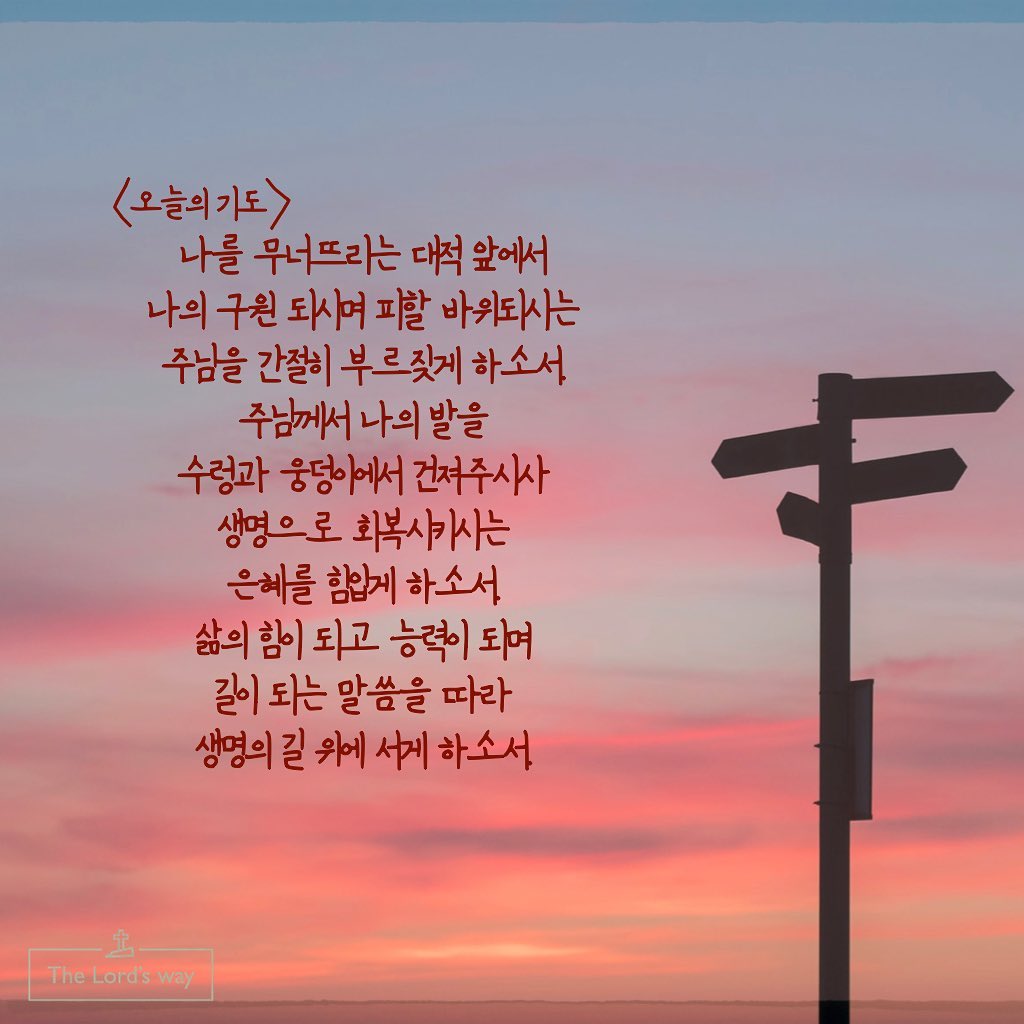 <오늘의 기도>
나를 무너뜨리는 대적 앞에서
나의 구원 되시며 피할 바위되시는
주님을 간절히 부르짖게 하소서.
주님께서 나의 발을
수렁과 웅덩이에서 건져주시사
생명으로 회복시키시는
은혜를 힘입게 하소서.
삶의 힘이 되고 능력이 되며
길이 되는 말씀을 따라
생명의 길 위에 서게 하소서.
The Lord's way